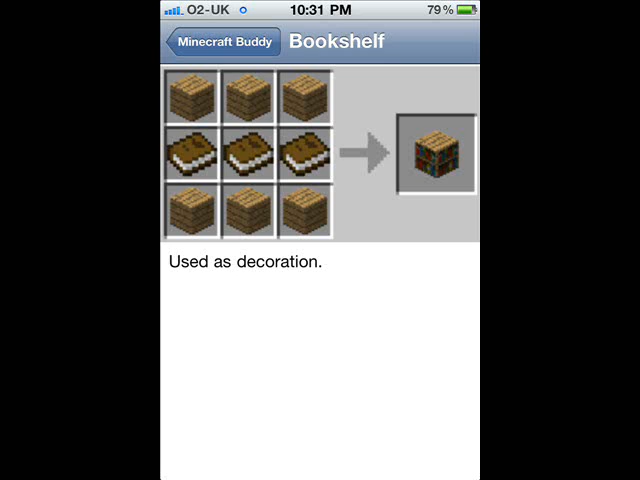 O2-UK 10:31 PM 79%
Minecraft Buddy Bookshelf
Used as decoration.